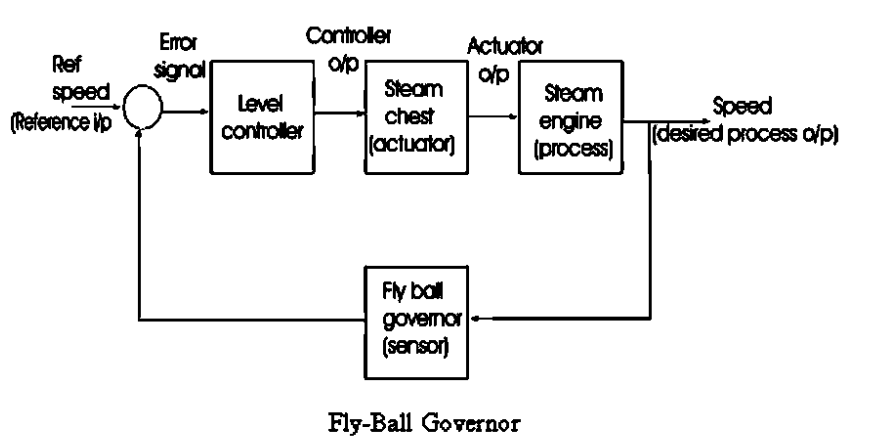 Ref
speed
(Reference i/p
Error
signal
Level
controller
Controller
o/p
Steam
chest
(actuator)
Actuator
o/p
Steam
engine
(process)
Speed
(desired process o/p)
Fly ball
governor
(sensor)
Fly-Ball Governor